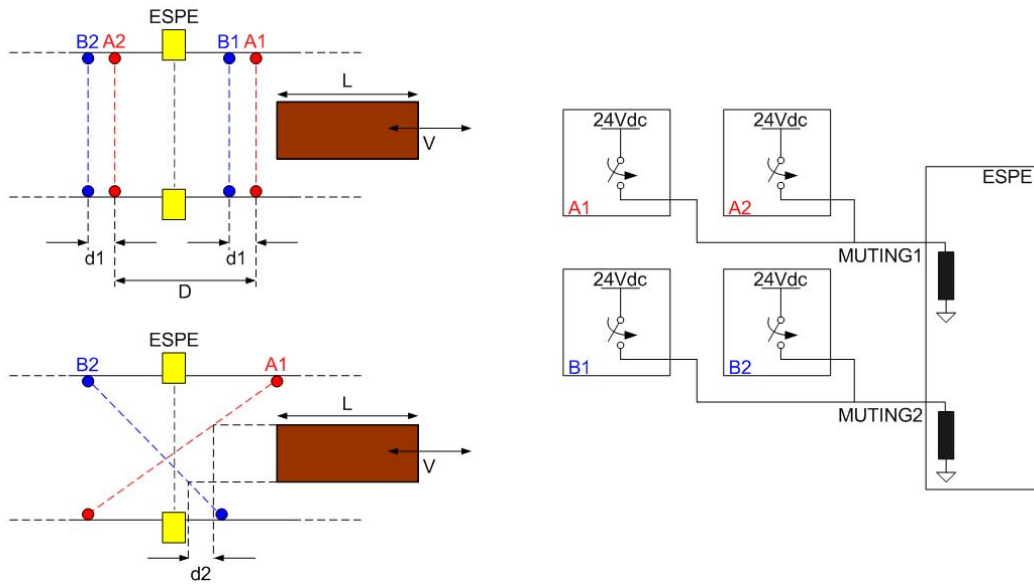 ESPE
B2 A2 B1 A1
L
V
d1 d1
D
ESPE
B2 A1
L
V
d2
24Vdc 24Vdc
A1 A2
ESPE
MUTING1
24Vdc 24Vdc
B1 B2
MUTING2